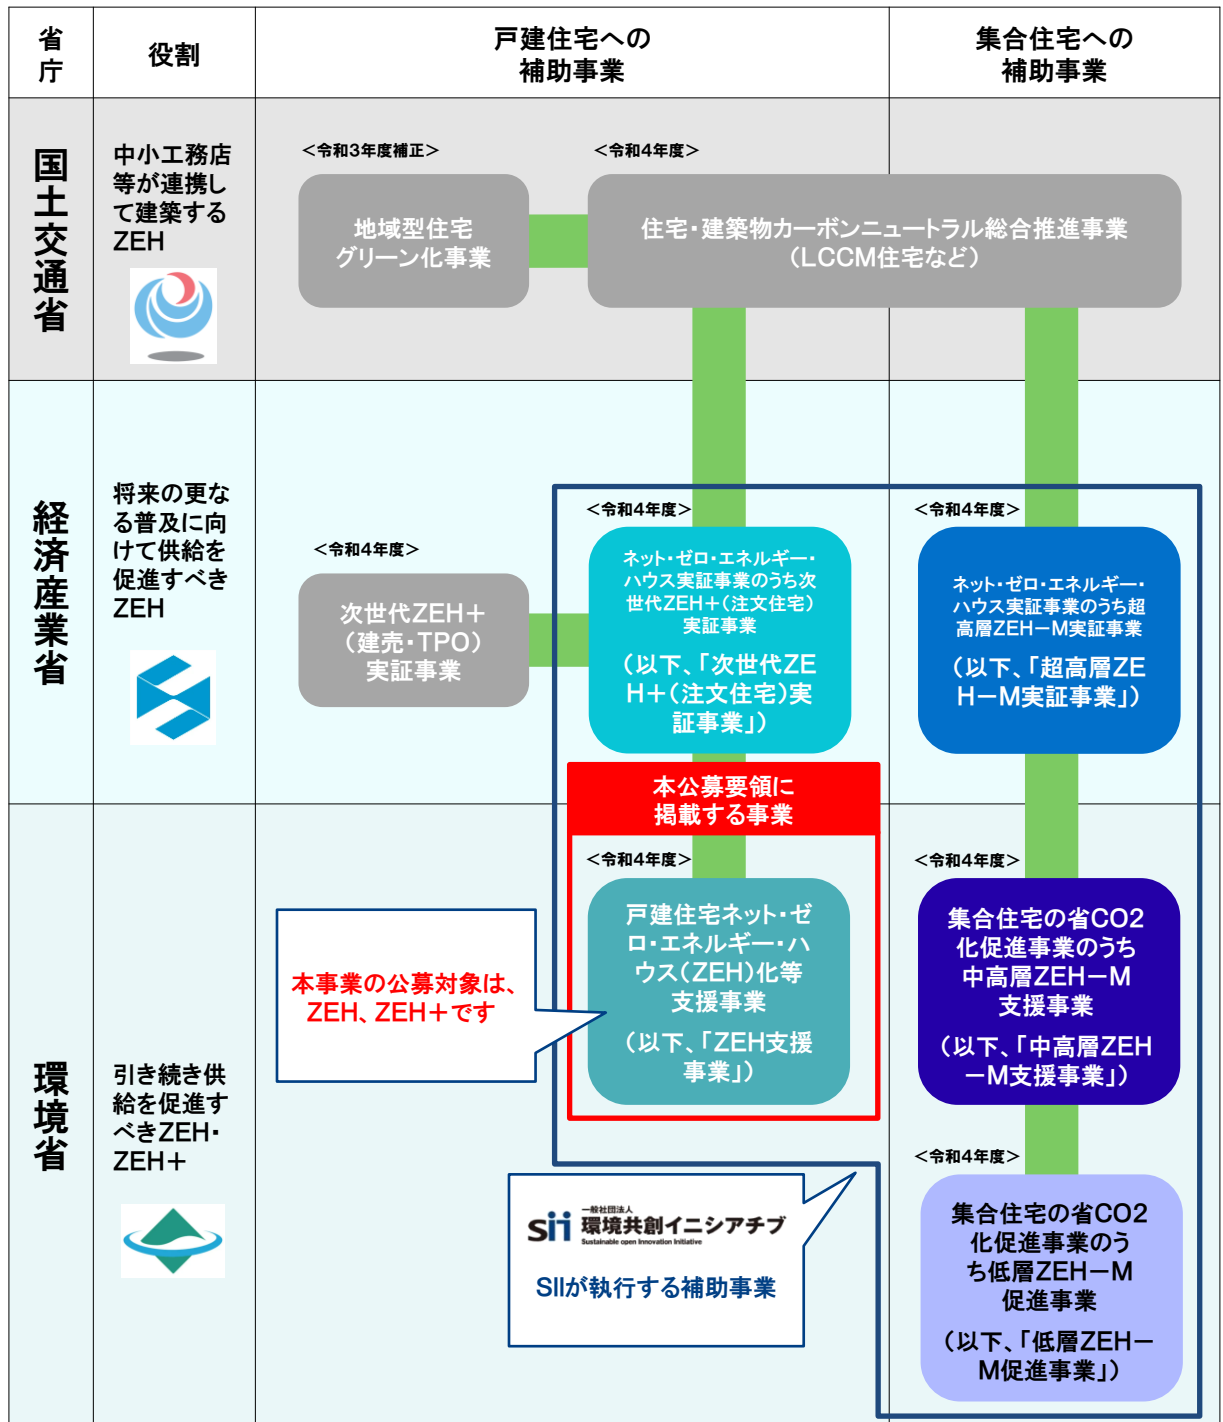 省
庁
役割
戸建住宅への
補助事業
集合住宅への
補助事業
国土交通省
中小工務店
等が連携し
て建築する
ZEH
＜令和3年度補正＞
地域型住宅
グリーン化事業
＜令和4年度＞
住宅・建築物カーボンニュートラル総合推進事業
（LCCM住宅など）
経済産業省
将来の更な
る普及に向
けて供給を
促進すべき
ZEH
＜令和4年度＞
次世代ZEH＋
（建売・TPO）
実証事業
＜令和4年度＞
ネット・ゼロ・エネルギー・
ハウス実証事業のうち次
世代ZEH＋（注文住宅）
実証事業
（以下、「次世代ZE
H＋（注文住宅）実
証事業」）
＜令和4年度＞
ネット・ゼロ・エネルギー・
ハウス実証事業のうち超
高層ZEH－M実証事業
（以下、「超高層ZE
H－M実証事業」）
本公募要領に
掲載する事業
環境省
引き続き供
給を促進す
べきZEH・
ZEH＋
本事業の公募対象は、
ZEH、ZEH＋です
＜令和4年度＞
戸建住宅ネット・ゼ
ロ・エネルギー・ハ
ウス（ZEH）化等
支援事業
（以下、「ZEH支援
事業」）
＜令和4年度＞
集合住宅の省CO2
化促進事業のうち
中高層ZEH－M
支援事業
（以下、「中高層ZEH
－M支援事業」）
＜令和4年度＞
集合住宅の省CO2
化促進事業のう
ち低層ZEH－M
促進事業
（以下、「低層ZEH－
M促進事業」）
sii
一般社団法人
環境共創イニシアチブ
Sustainable open Innovation Initiative
SIIが執行する補助事業